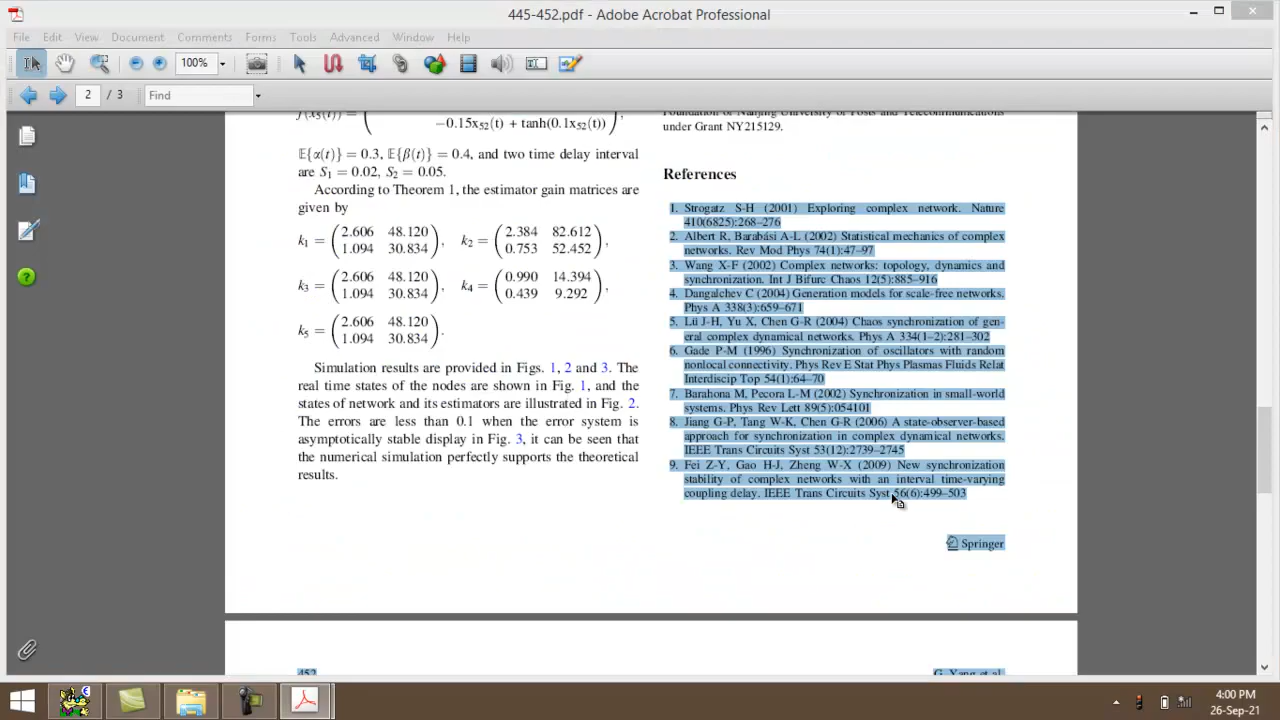 445-452.pdf - Adobe Acrobat Professional
File Edit View Document Comments Forms Tools Advanced Window Help
100%
2 / 3 Find
f(x₅(t)) = ( −0.15x₅₂(t) + tanh(0.1x₅₂(t)) ),
𝔼{α(t)} = 0.3, 𝔼{β(t)} = 0.4, and two time delay interval
are S₁ = 0.02, S₂ = 0.05.
According to Theorem 1, the estimator gain matrices are
given by
k₁ = ( 2.606 48.120
1.094 30.834 ), k₂ = ( 2.384 82.612
0.753 52.452 ),
k₃ = ( 2.606 48.120
1.094 30.834 ), k₄ = ( 0.990 14.394
0.439 9.292 ),
k₅ = ( 2.606 48.120
1.094 30.834 ).
Simulation results are provided in Figs. 1, 2 and 3. The
real time states of the nodes are shown in Fig. 1, and the
states of network and its estimators are illustrated in Fig. 2.
The errors are less than 0.1 when the error system is
asymptotically stable display in Fig. 3, it can be seen that
the numerical simulation perfectly supports the theoretical
results.
Foundation of Nanjing University of Posts and Telecommunications
under Grant NY215129.
References
1. Strogatz S-H (2001) Exploring complex network. Nature
410(6825):268–276
2. Albert R, Barabási A-L (2002) Statistical mechanics of complex
networks. Rev Mod Phys 74(1):47–97
3. Wang X-F (2002) Complex networks: topology, dynamics and
synchronization. Int J Bifurc Chaos 12(5):885–916
4. Dangalchev C (2004) Generation models for scale-free networks.
Phys A 338(3):659–671
5. Lü J-H, Yu X, Chen G-R (2004) Chaos synchronization of gen-
eral complex dynamical networks. Phys A 334(1–2):281–302
6. Gade P-M (1996) Synchronization of oscillators with random
nonlocal connectivity. Phys Rev E Stat Phys Plasmas Fluids Relat
Interdiscip Top 54(1):64–70
7. Barahona M, Pecora L-M (2002) Synchronization in small-world
systems. Phys Rev Lett 89(5):054101
8. Jiang G-P, Tang W-K, Chen G-R (2006) A state-observer-based
approach for synchronization in complex dynamical networks.
IEEE Trans Circuits Syst 53(12):2739–2745
9. Fei Z-Y, Gao H-J, Zheng W-X (2009) New synchronization
stability of complex networks with an interval time-varying
coupling delay. IEEE Trans Circuits Syst 56(6):499–503
Springer
452
G. Yang et al.
4:00 PM
26-Sep-21